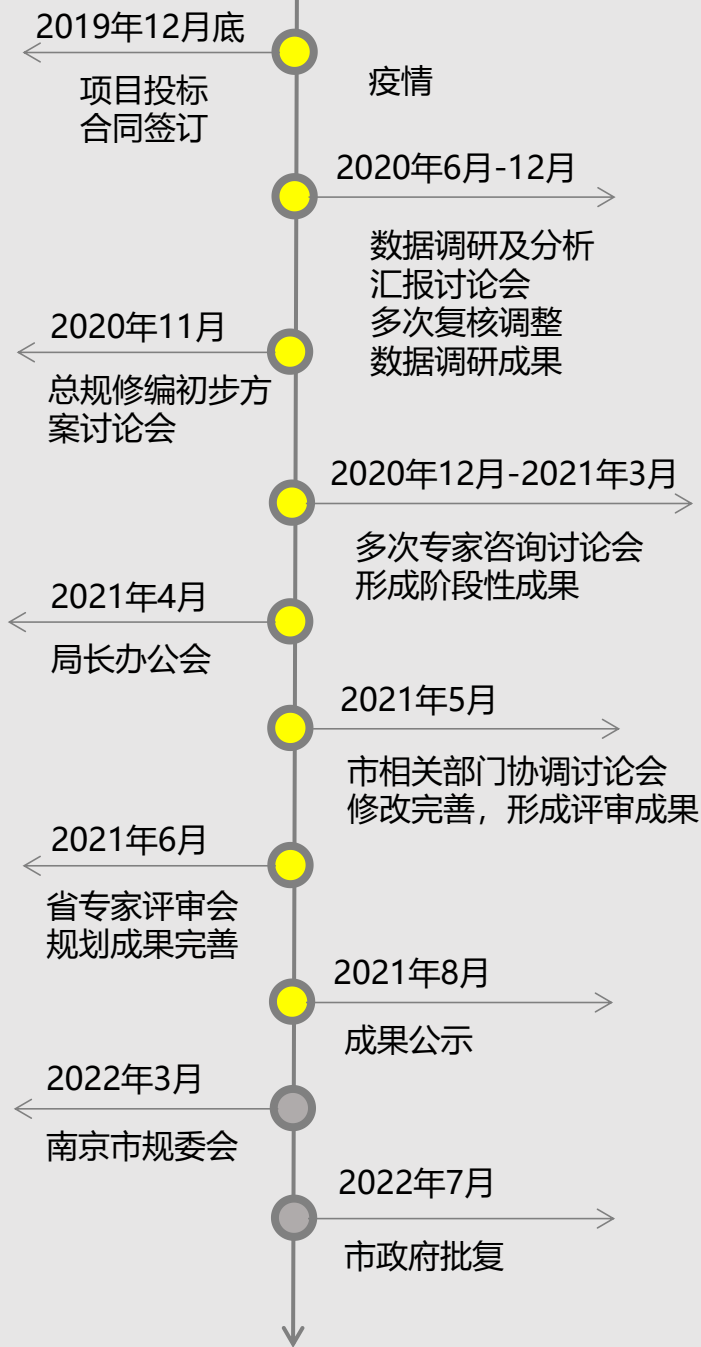 2019年12月底
项目投标
合同签订
疫情
2020年6月-12月
数据调研及分析
汇报讨论会
多次复核调整
数据调研成果
2020年11月
总规修编初步方
案讨论会
2020年12月-2021年3月
多次专家咨询讨论会
形成阶段性成果
2021年4月
局长办公会
2021年5月
市相关部门协调讨论会
修改完善，形成评审成果
2021年6月
省专家评审会
规划成果完善
2021年8月
成果公示
2022年3月
南京市规委会
2022年7月
市政府批复